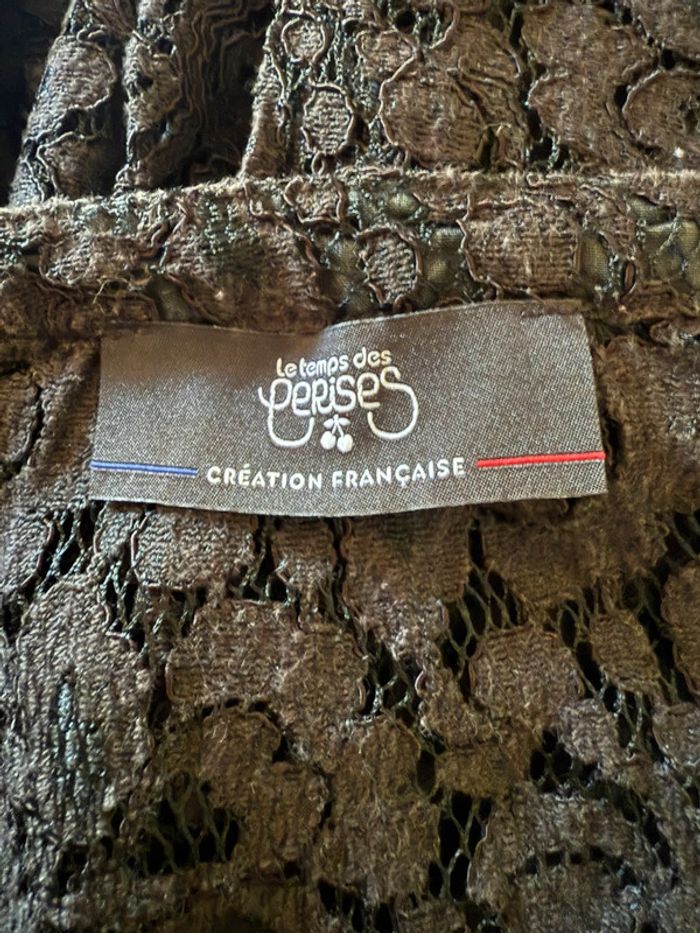 Le temps des
CeRiSeS
CRÉATION FRANÇAISE